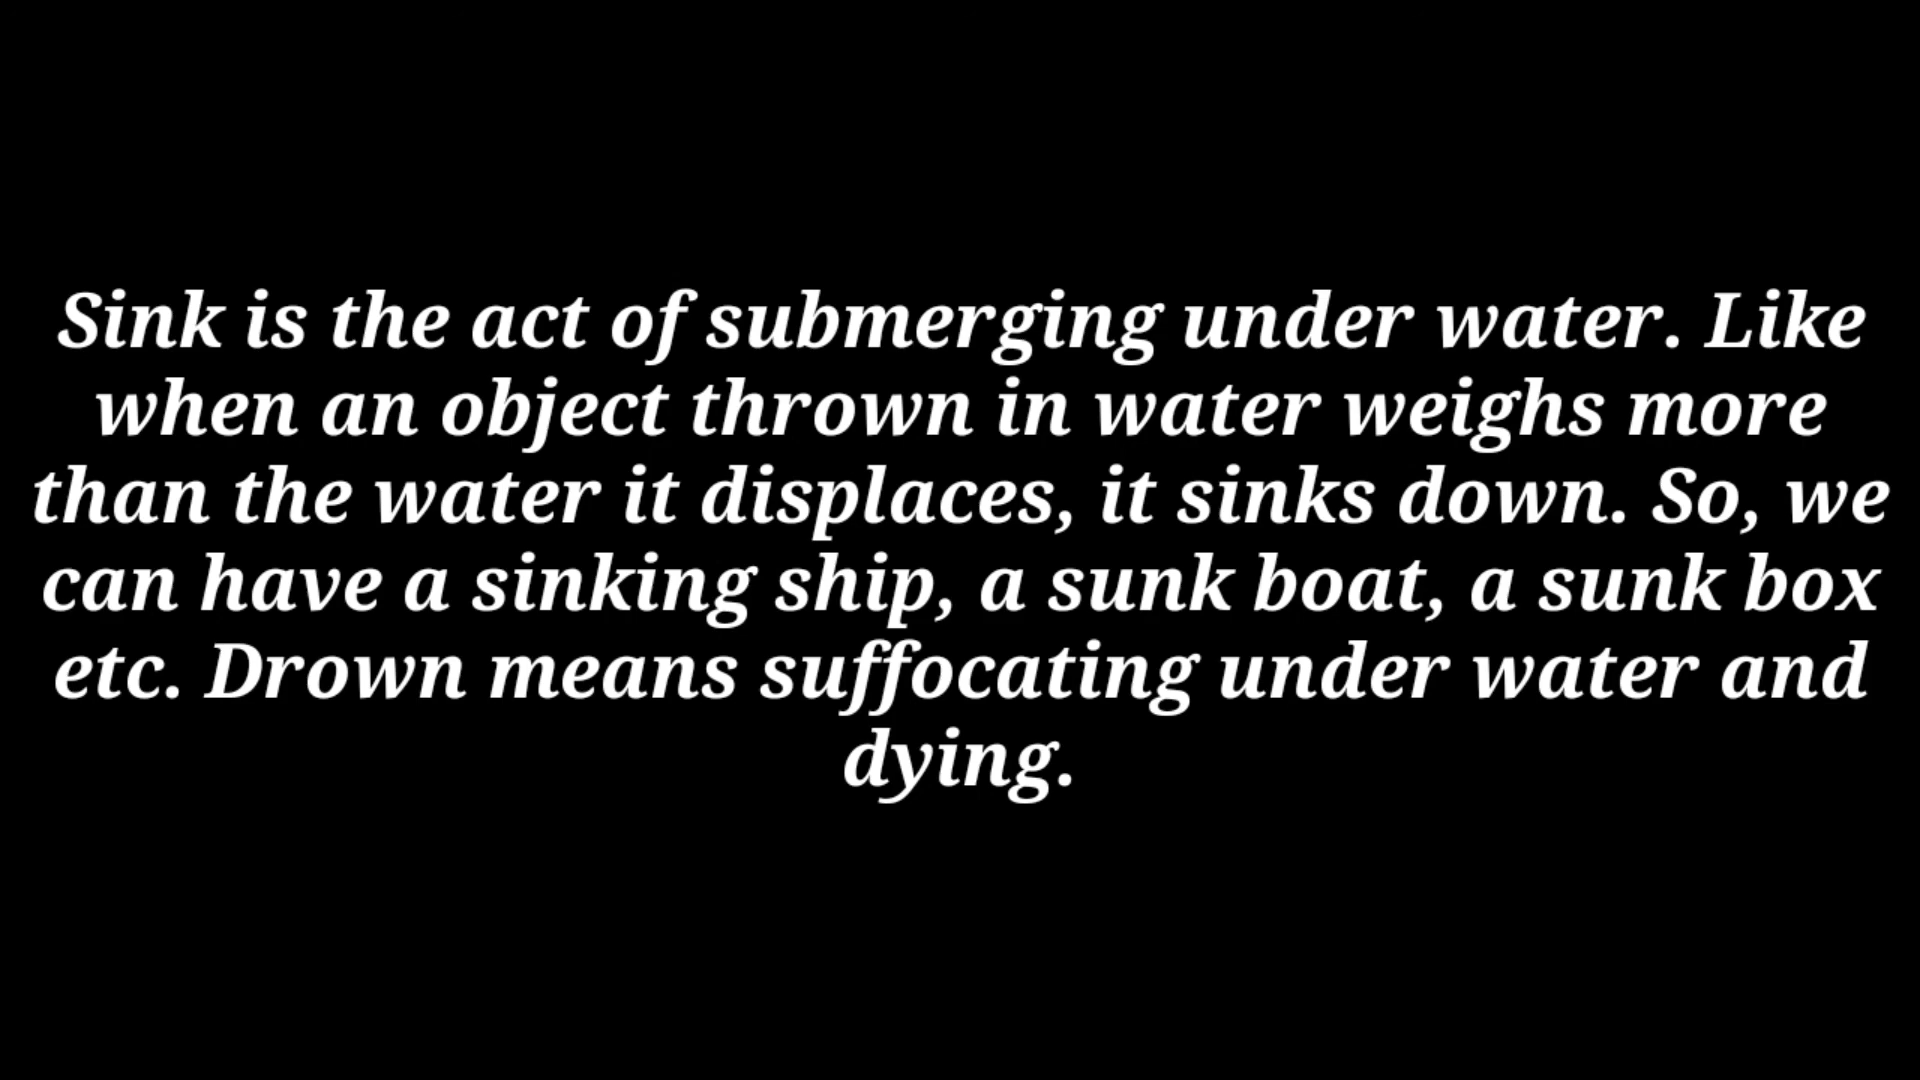 Sink is the act of submerging under water. Like
when an object thrown in water weighs more
than the water it displaces, it sinks down. So, we
can have a sinking ship, a sunk boat, a sunk box
etc. Drown means suffocating under water and
dying.